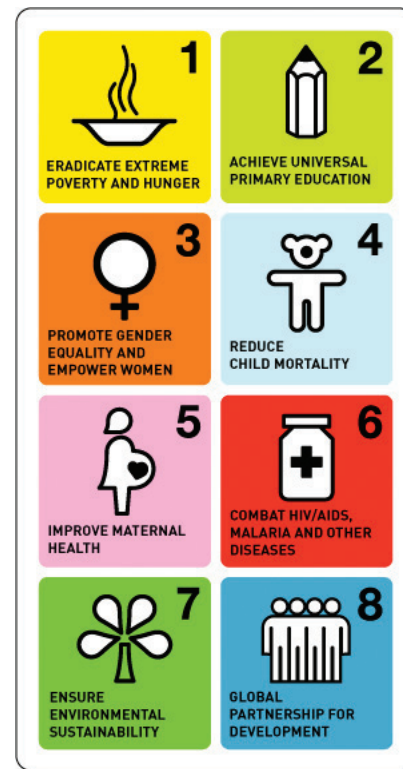 1
ERADICATE EXTREME
POVERTY AND HUNGER
2
ACHIEVE UNIVERSAL
PRIMARY EDUCATION
3
PROMOTE GENDER
EQUALITY AND
EMPOWER WOMEN
4
REDUCE
CHILD MORTALITY
5
IMPROVE MATERNAL
HEALTH
6
COMBAT HIV/AIDS,
MALARIA AND OTHER
DISEASES
7
ENSURE
ENVIRONMENTAL
SUSTAINABILITY
8
GLOBAL
PARTNERSHIP FOR
DEVELOPMENT